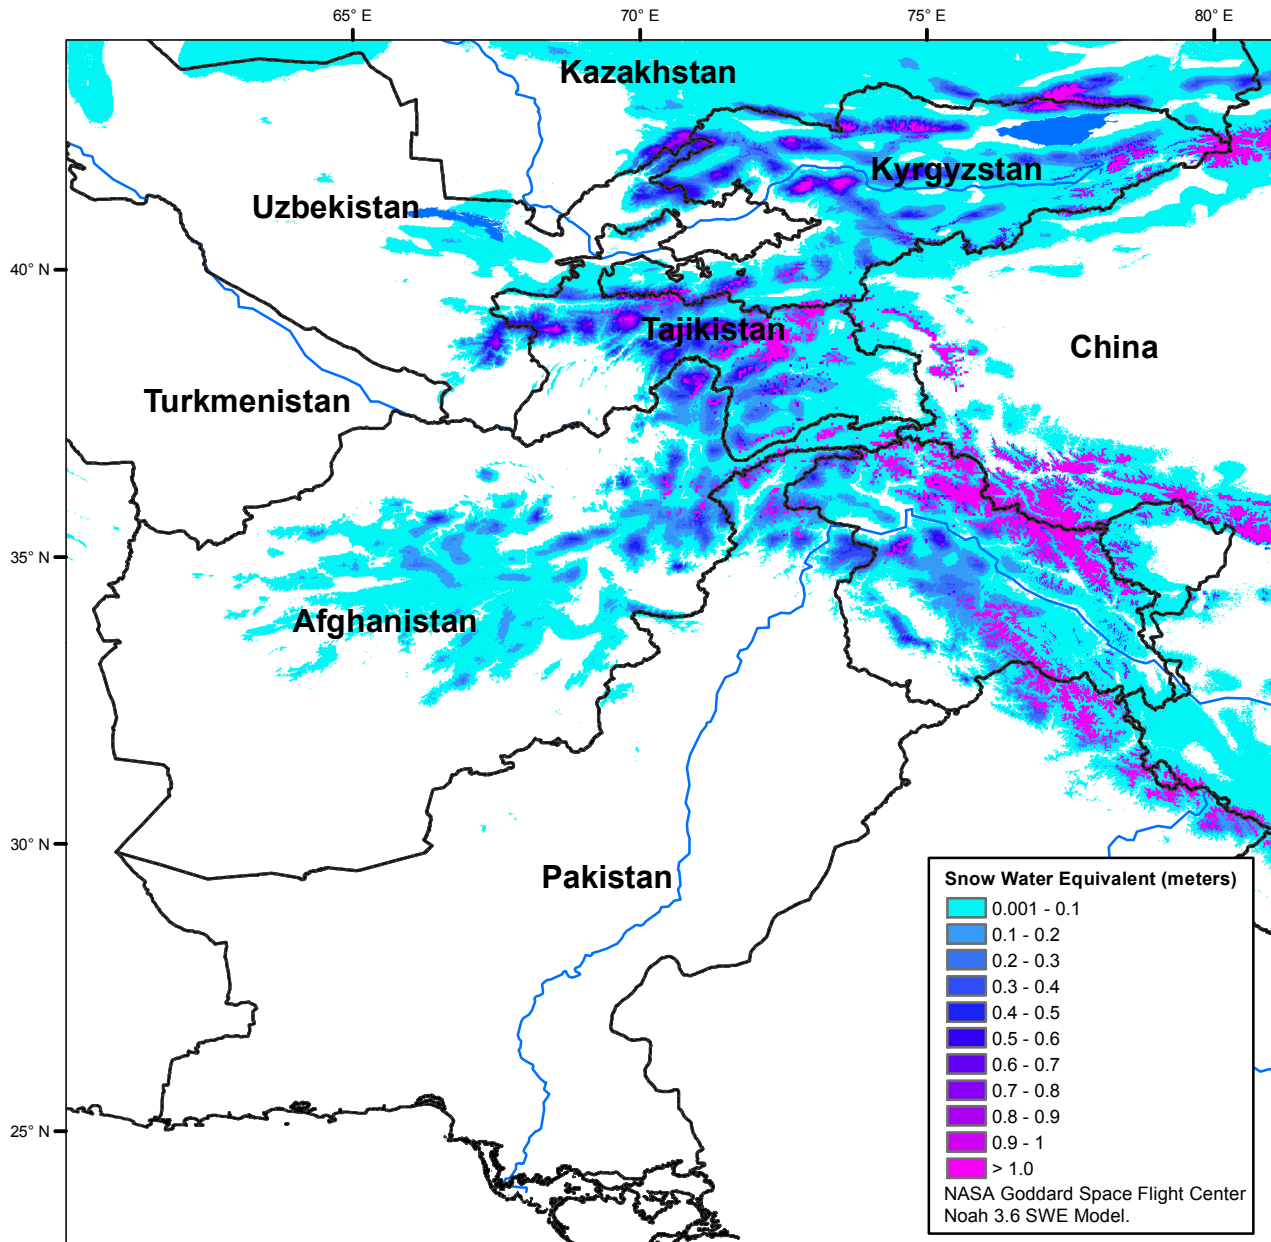 65° E
70° E
75° E
80° E
Kazakhstan
Kyrgyzstan
Uzbekistan
40° N
Tajikistan
China
Turkmenistan
35° N
Afghanistan
30° N
Pakistan
25° N
Snow Water Equivalent (meters)
0.001 - 0.1
0.1 - 0.2
0.2 - 0.3
0.3 - 0.4
0.4 - 0.5
0.5 - 0.6
0.6 - 0.7
0.7 - 0.8
0.8 - 0.9
0.9 - 1
> 1.0
NASA Goddard Space Flight Center
Noah 3.6 SWE Model.